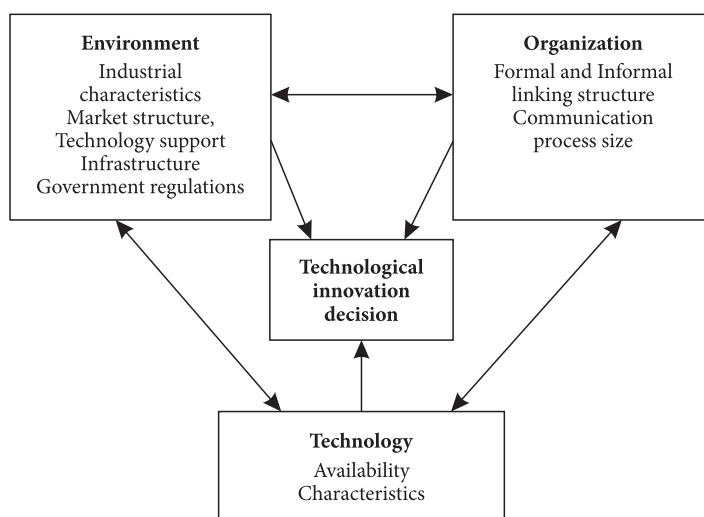 Environment
Industrial
characteristics
Market structure,
Technology support
Infrastructure
Government regulations
Organization
Formal and Informal
linking structure
Communication
process size
Technological
innovation
decision
Technology
Availability
Characteristics